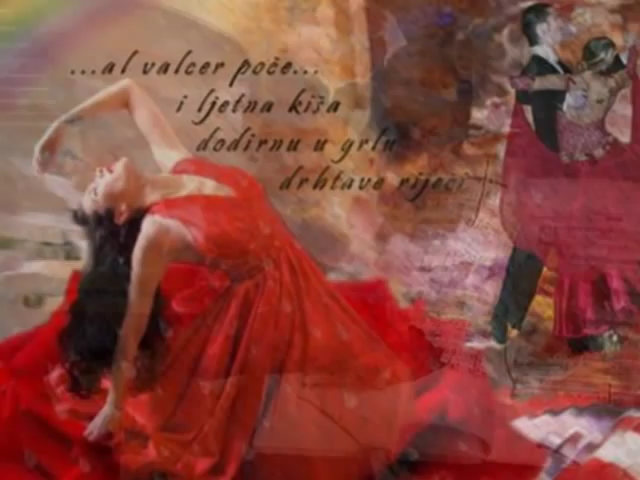 ...al valcer poče...
i ljetna kiša
dodirnu u grlu
drhtave riječi